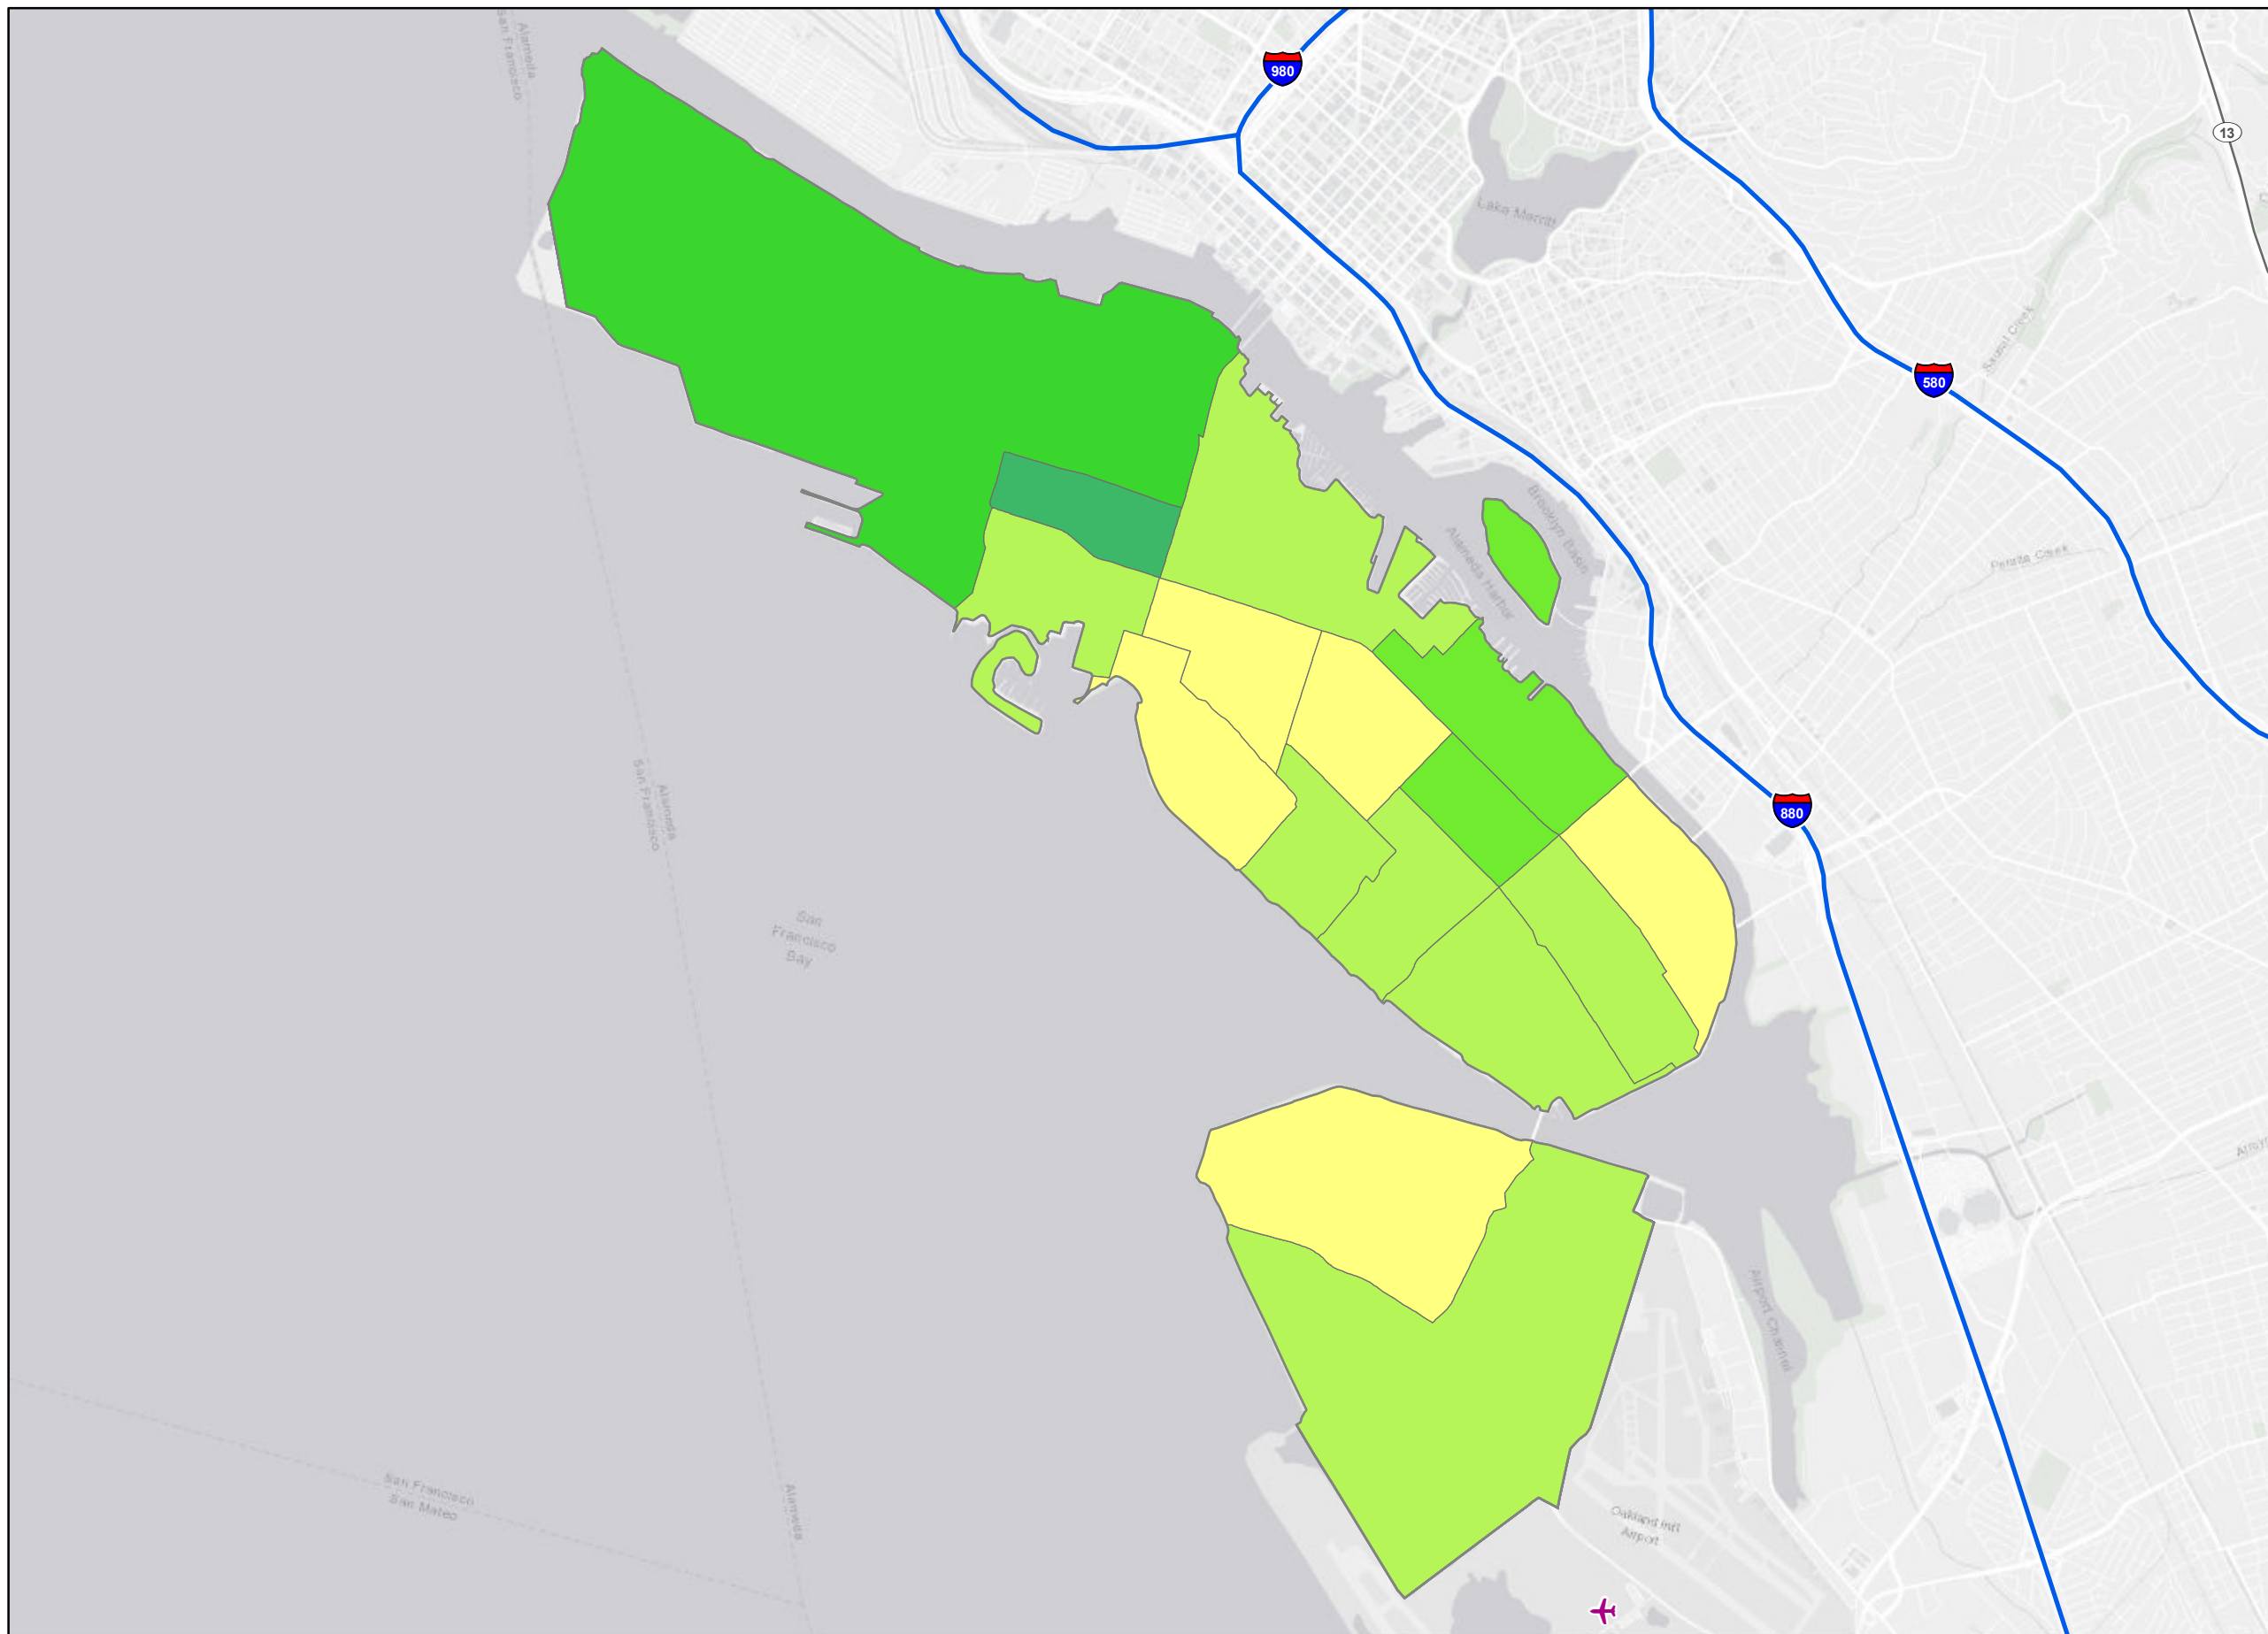 Alameda
San Francisco
980
13
Lake Merritt
580
Sausal Creek
Brooklyn Basin
Alameda Harbor
Peralta Creek
Alameda
San Francisco
880
San
Francisco
Bay
Airport Channel
San Francisco
San Mateo
Alameda
Oakland Intl
Airport